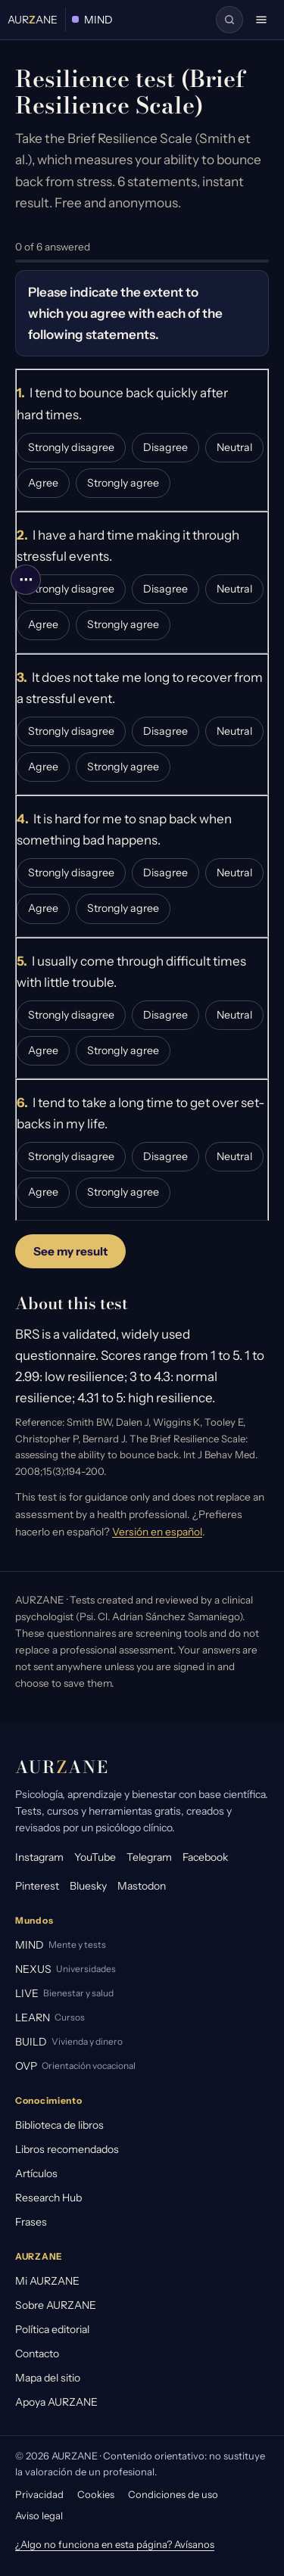 AURZANE MIND
Resilience test (Brief
Resilience Scale)
Take the Brief Resilience Scale (Smith et
al.), which measures your ability to bounce
back from stress. 6 statements, instant
result. Free and anonymous.
0 of 6 answered
Please indicate the extent to
which you agree with each of the
following statements.
1. I tend to bounce back quickly after
hard times.
Strongly disagree Disagree Neutral
Agree Strongly agree
2. I have a hard time making it through
stressful events.
Strongly disagree Disagree Neutral
Agree Strongly agree
3. It does not take me long to recover from
a stressful event.
Strongly disagree Disagree Neutral
Agree Strongly agree
4. It is hard for me to snap back when
something bad happens.
Strongly disagree Disagree Neutral
Agree Strongly agree
5. I usually come through difficult times
with little trouble.
Strongly disagree Disagree Neutral
Agree Strongly agree
6. I tend to take a long time to get over set-
backs in my life.
Strongly disagree Disagree Neutral
Agree Strongly agree
See my result
About this test
BRS is a validated, widely used
questionnaire. Scores range from 1 to 5. 1 to
2.99: low resilience; 3 to 4.3: normal
resilience; 4.31 to 5: high resilience.
Reference: Smith BW, Dalen J, Wiggins K, Tooley E,
Christopher P, Bernard J. The Brief Resilience Scale:
assessing the ability to bounce back. Int J Behav Med.
2008;15(3):194–200.
This test is for guidance only and does not replace an
assessment by a health professional. ¿Prefieres
hacerlo en español? Versión en español.
AURZANE · Tests created and reviewed by a clinical
psychologist (Psi. Cl. Adrian Sánchez Samaniego).
These questionnaires are screening tools and do not
replace a professional assessment. Your answers are
not sent anywhere unless you are signed in and
choose to save them.
AURZANE
Psicología, aprendizaje y bienestar con base científica.
Tests, cursos y herramientas gratis, creados y
revisados por un psicólogo clínico.
Instagram YouTube Telegram Facebook
Pinterest Bluesky Mastodon
Mundos
MIND Mente y tests
NEXUS Universidades
LIVE Bienestar y salud
LEARN Cursos
BUILD Vivienda y dinero
OVP Orientación vocacional
Conocimiento
Biblioteca de libros
Libros recomendados
Artículos
Research Hub
Frases
AURZANE
Mi AURZANE
Sobre AURZANE
Política editorial
Contacto
Mapa del sitio
Apoya AURZANE
© 2026 AURZANE · Contenido orientativo: no sustituye
la valoración de un profesional.
Privacidad Cookies Condiciones de uso
Aviso legal
¿Algo no funciona en esta página? Avísanos